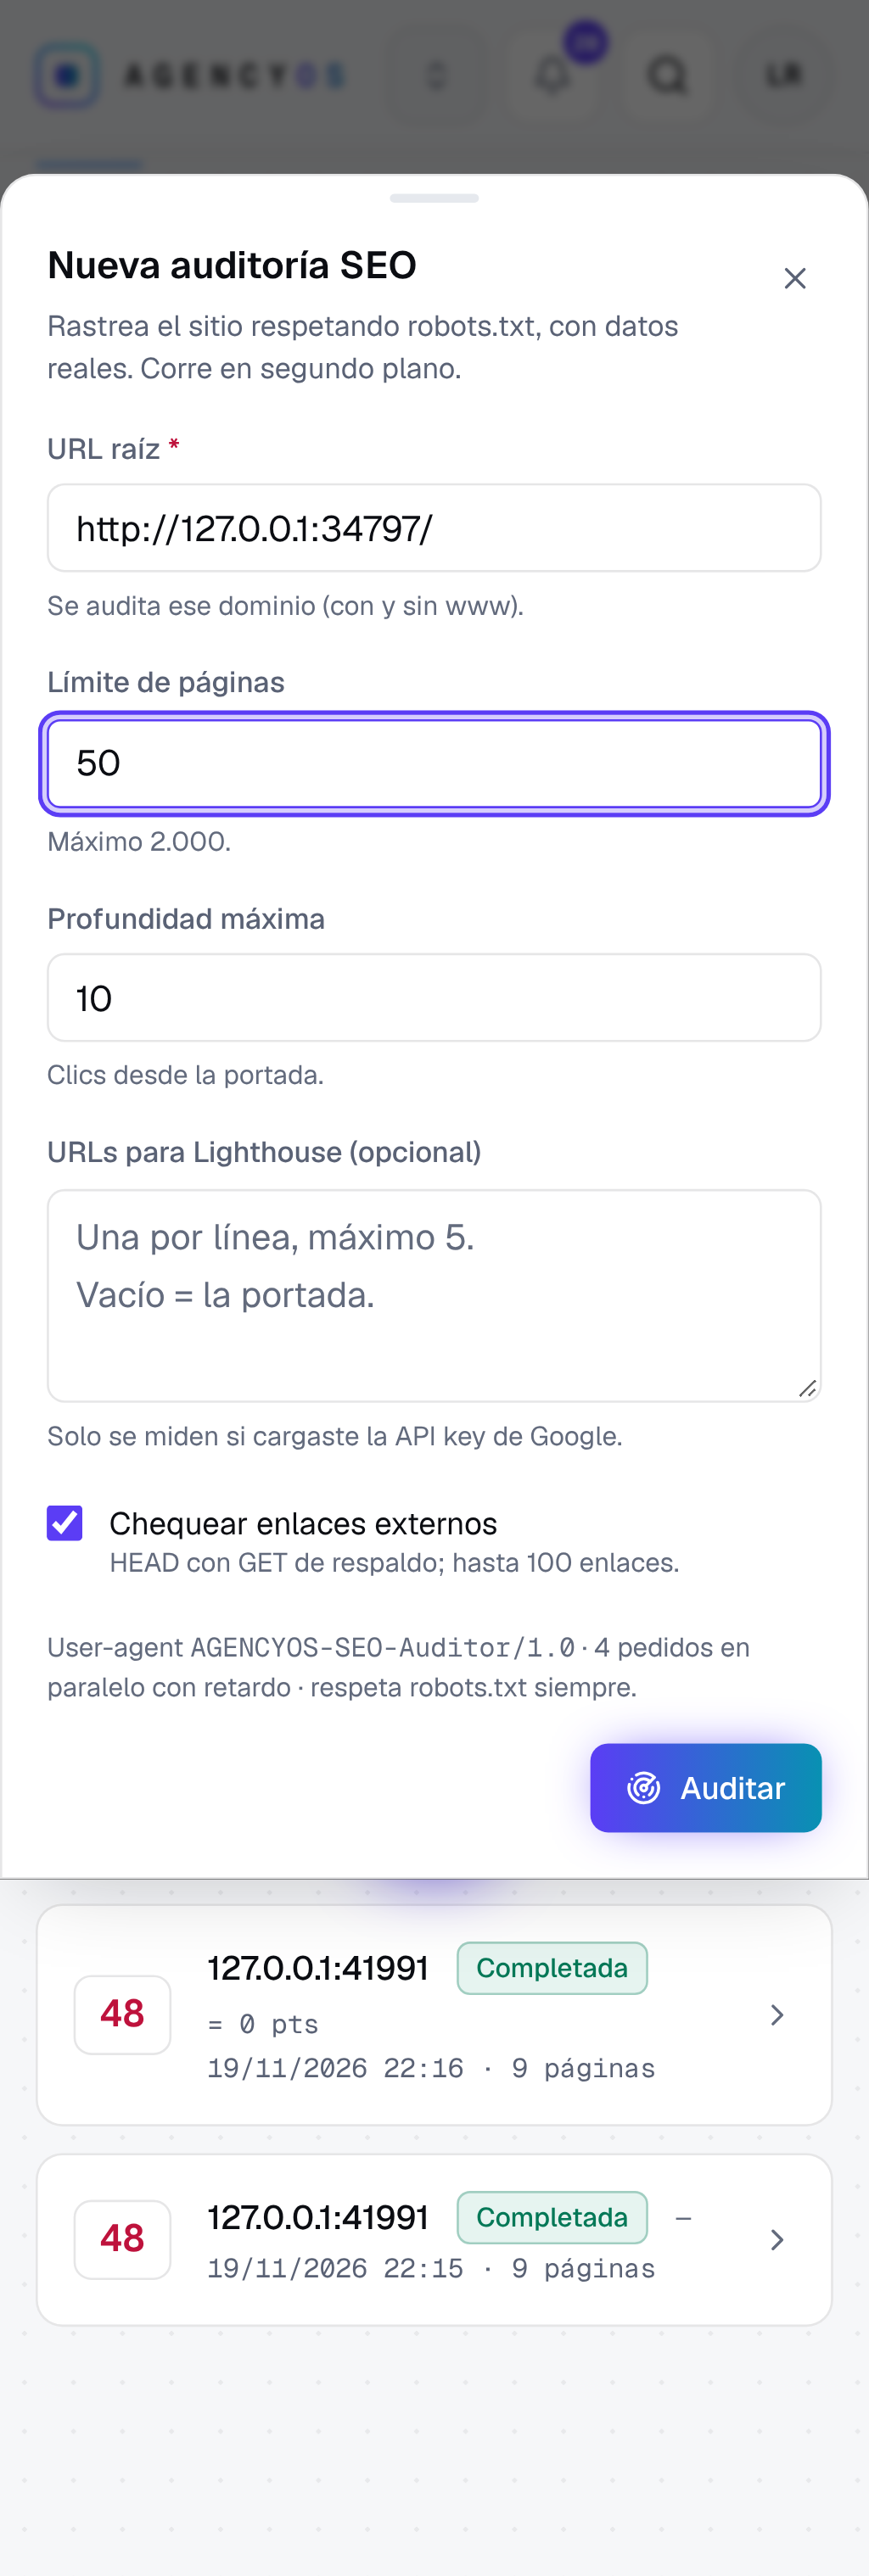 AGENCYOS
LR
Nueva auditoría SEO
Rastrea el sitio respetando robots.txt, con datos
reales. Corre en segundo plano.
URL raíz *
http://127.0.0.1:34797/
Se audita ese dominio (con y sin www).
Límite de páginas
50
Máximo 2.000.
Profundidad máxima
10
Clics desde la portada.
URLs para Lighthouse (opcional)
Una por línea, máximo 5.
Vacío = la portada.
Solo se miden si cargaste la API key de Google.
Chequear enlaces externos
HEAD con GET de respaldo; hasta 100 enlaces.
User-agent AGENCYOS-SEO-Auditor/1.0 · 4 pedidos en
paralelo con retardo · respeta robots.txt siempre.
Auditar
48
127.0.0.1:41991 Completada
= 0 pts
19/11/2026 22:16 · 9 páginas
48
127.0.0.1:41991 Completada —
19/11/2026 22:15 · 9 páginas